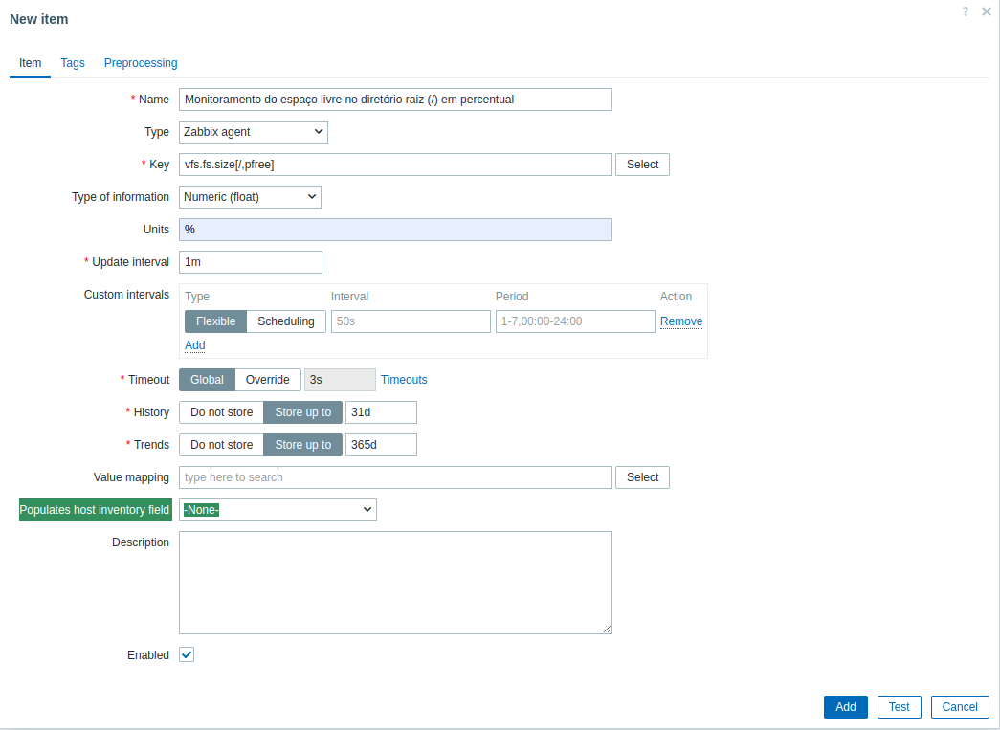 New item
?
Item Tags Preprocessing
* Name Monitoramento do espaço livre no diretório raiz (/) em percentual
Type Zabbix agent
* Key vfs.fs.size[/,pfree] Select
Type of information Numeric (float)
Units %
* Update interval 1m
Custom intervals Type Interval Period Action
Flexible Scheduling 50s 1-7,00:00-24:00 Remove
Add
* Timeout Global Override 3s Timeouts
* History Do not store Store up to 31d
* Trends Do not store Store up to 365d
Value mapping type here to search Select
Populates host inventory field -None-
Description
Enabled
Add Test Cancel